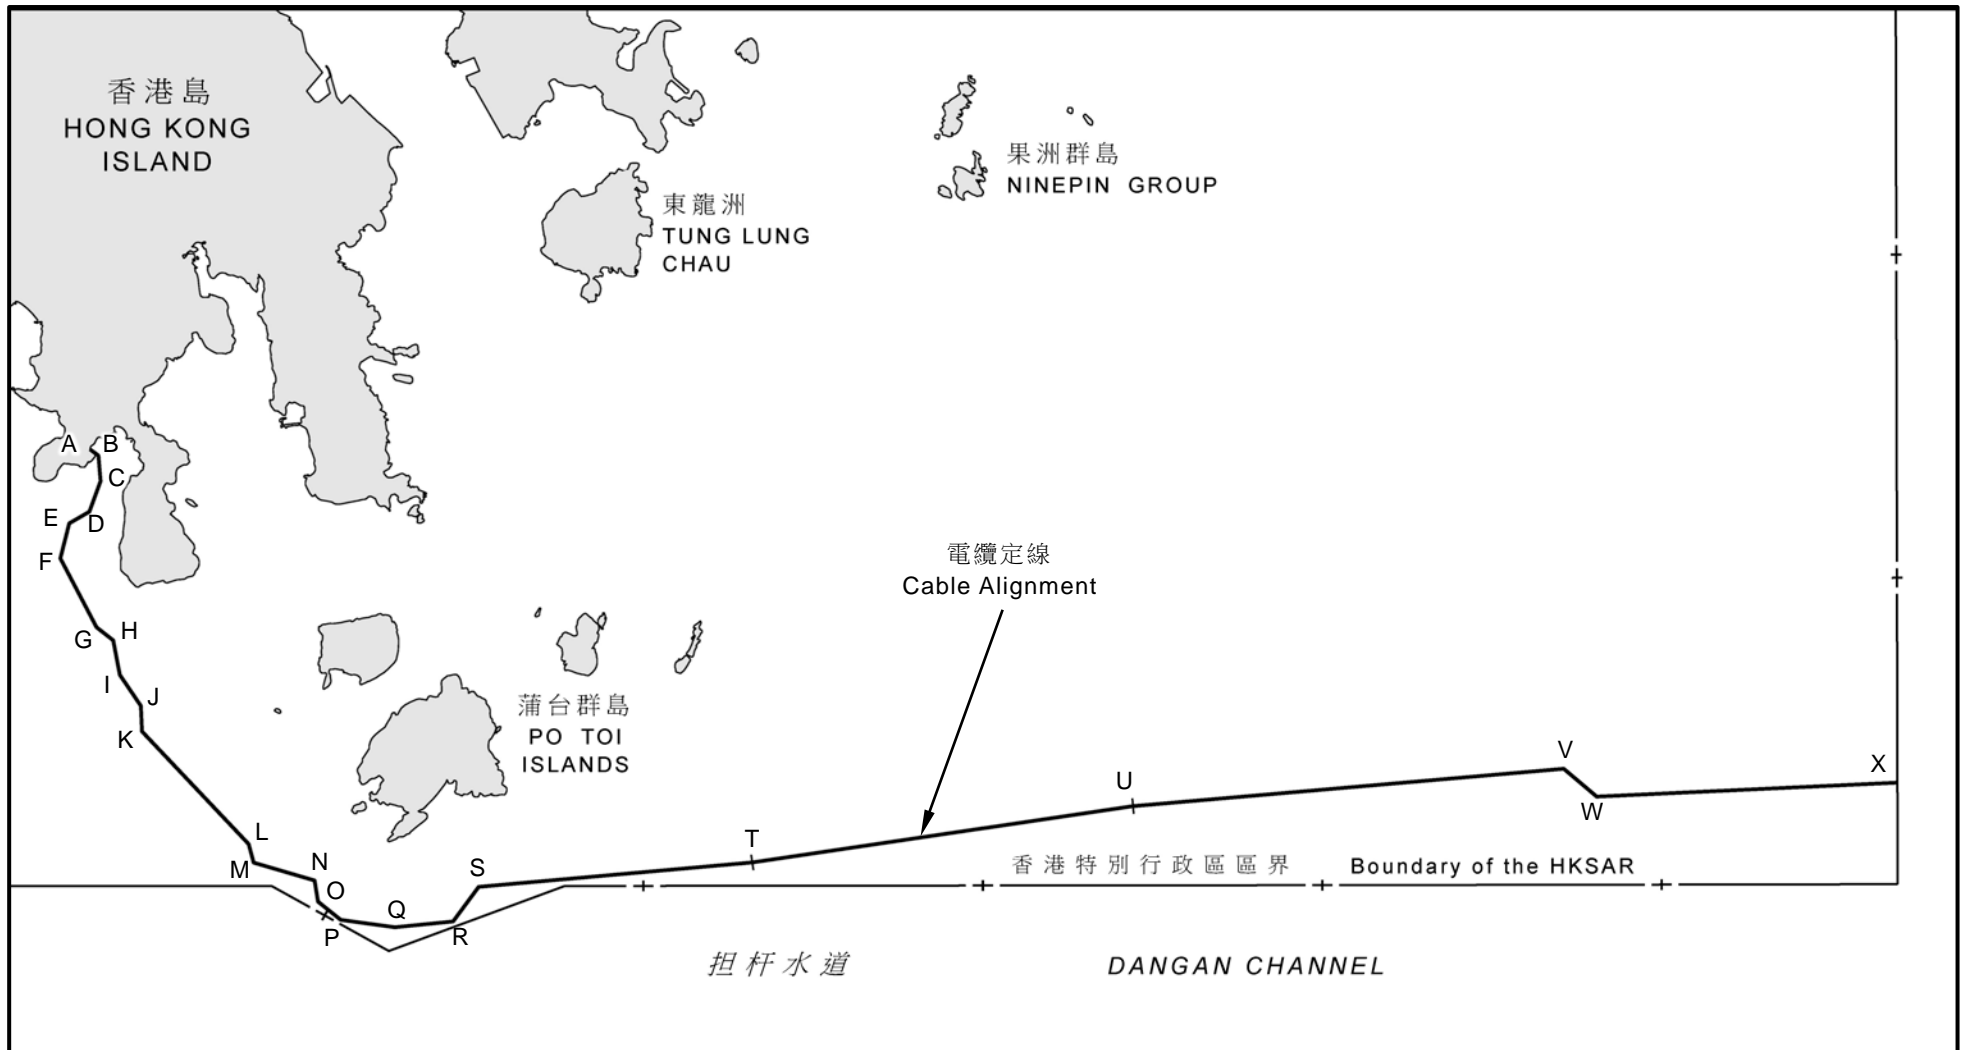 香港島
HONG KONG
ISLAND
果洲群島
NINEPIN GROUP
東龍洲
TUNG LUNG
CHAU
A
B
C
E
D
F
電纜定線
Cable Alignment
G
H
I
J
K
蒲台群島
PO TOI
ISLANDS
V
X
U
W
L
M
N
T
S
香港特別行政區區界 Boundary of the HKSAR
O
Q
P
R
担杆水道
DANGAN CHANNEL